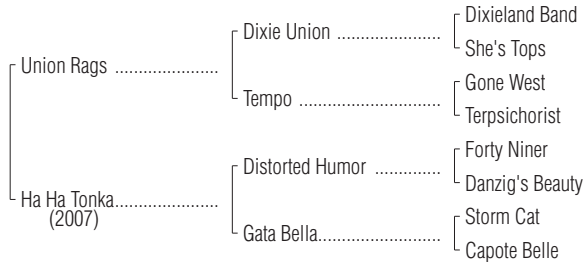 Dixieland Band
Dixie Union ....................
She's Tops
Union Rags ....................
Gone West
Tempo ...........................
Terpsichorist
Forty Niner
Distorted Humor .............
Danzig's Beauty
Ha Ha Tonka....................
(2007)
Storm Cat
Gata Bella.......................
Capote Belle